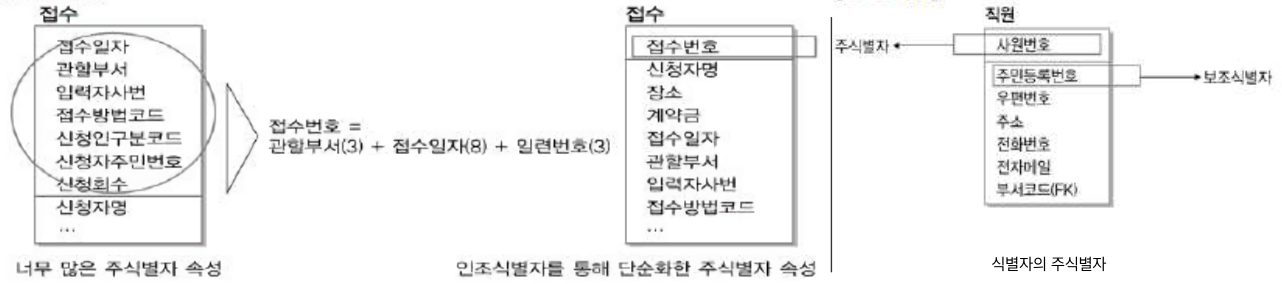 접수
접수일자
관할부서
입력자사번
접수방법코드
신청인구분코드
신청자주민번호
신청회수
신청자명
...
너무 많은 주식별자 속성
접수번호 =
관할부서(3) + 접수일자(8) + 일련번호(3)
접수
접수번호
신청자명
장소
계약금
접수일자
관할부서
입력자사번
접수방법코드
...
인조식별자를 통해 단순화한 주식별자 속성
직원
주식별자
사원번호
주민등록번호
보조식별자
우편번호
주소
전화번호
전자메일
부서코드(FK)
식별자의 주식별자